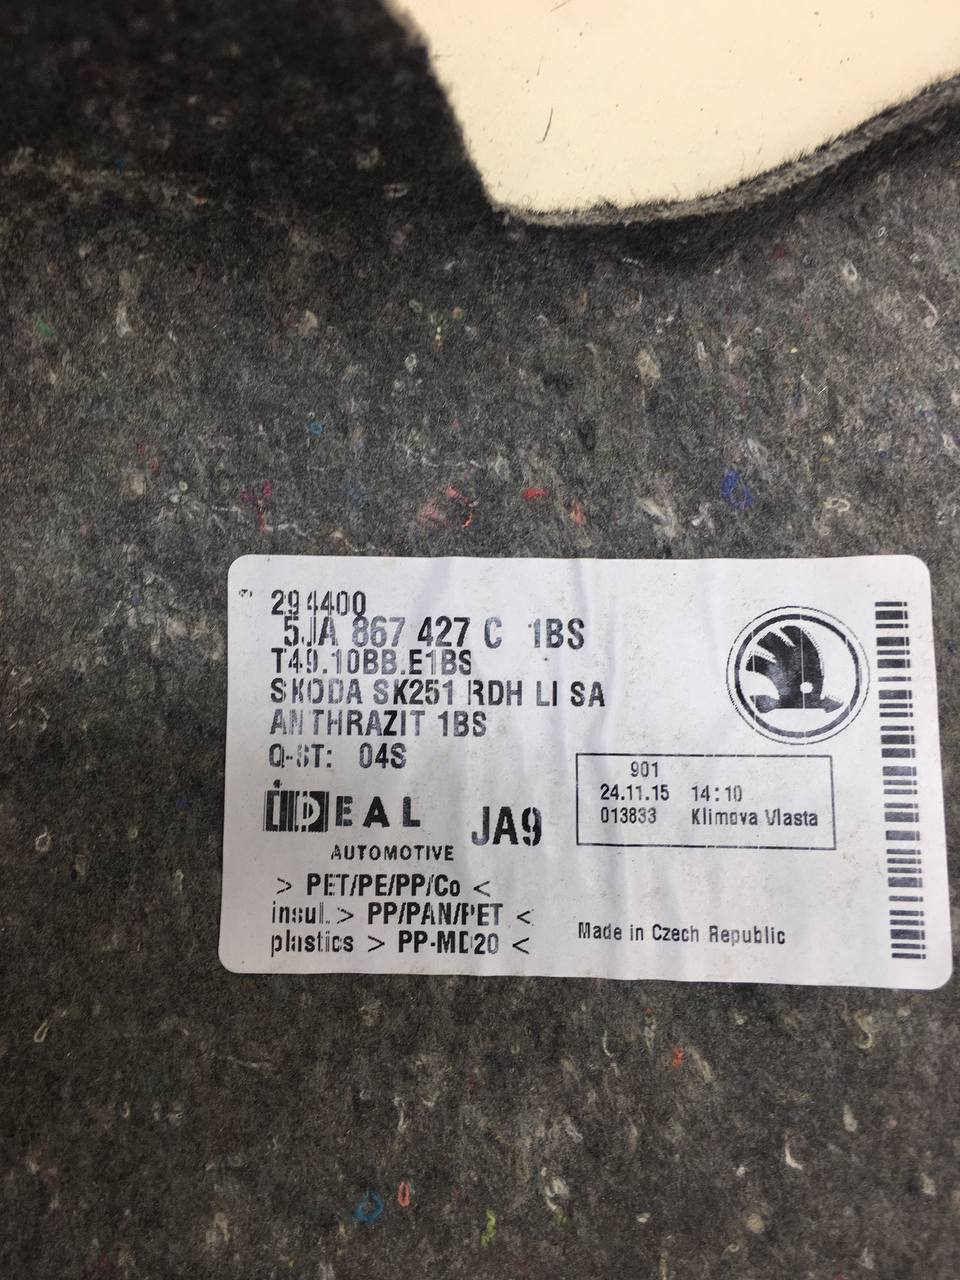 294400
5JA 867 427 C 1BS
T49.10BB.E1BS
SKODA SK251 RDH LI SA
ANTHRAZIT 1BS
Q-ST: 04S
IDEAL
AUTOMOTIVE
JA9
901
24.11.15 14:10
013833 Klimova Vlasta
> PET/PE/PP/Co <
insul. > PP/PAN/PET <
plastics > PP-MD20 <
Made in Czech Republic